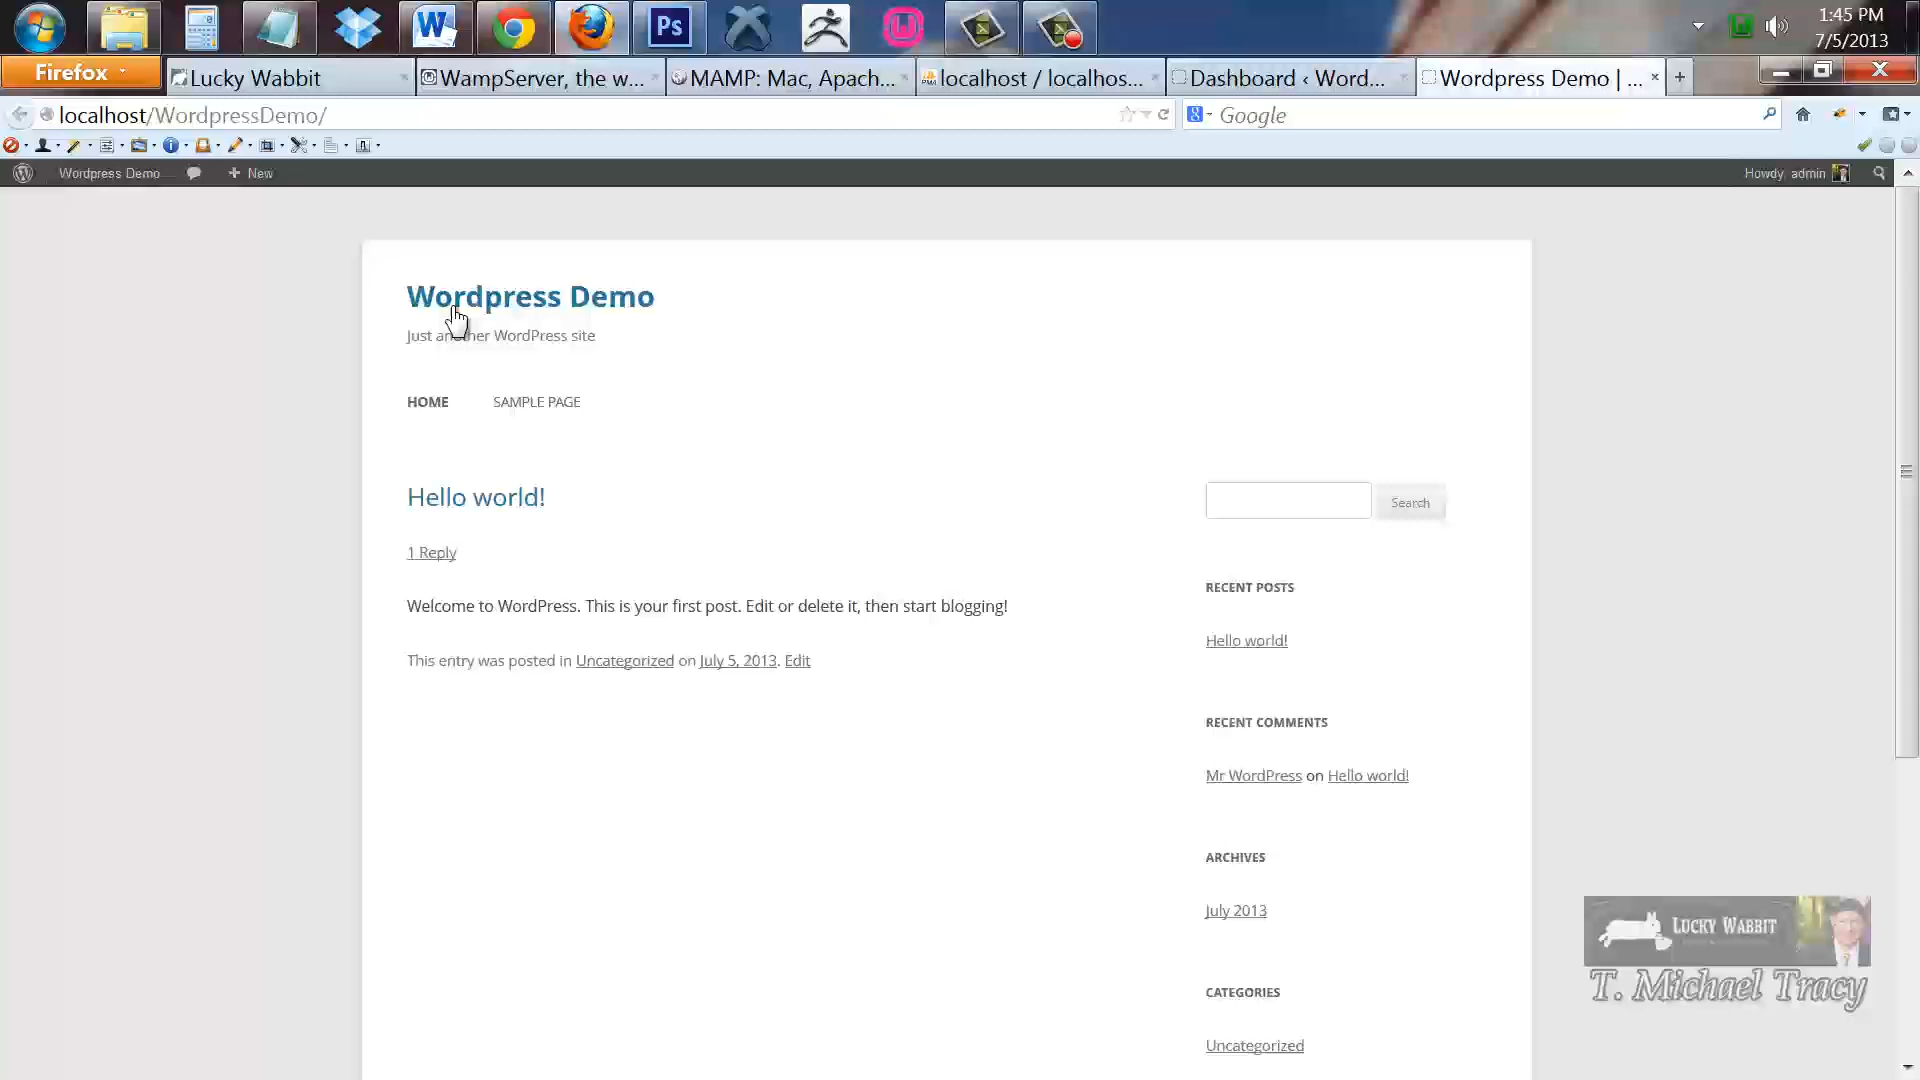 1:45 PM
7/5/2013
Firefox
Lucky Wabbit
WampServer, the w...
MAMP: Mac, Apach...
localhost / localhos...
Dashboard ‹ Word...
Wordpress Demo | ...
localhost/WordpressDemo/
Google
Wordpress Demo
New
Howdy, admin
Wordpress Demo
Just another WordPress site
HOME
SAMPLE PAGE
Hello world!
Search
1 Reply
RECENT POSTS
Welcome to WordPress. This is your first post. Edit or delete it, then start blogging!
Hello world!
This entry was posted in Uncategorized on July 5, 2013. Edit
RECENT COMMENTS
Mr WordPress on Hello world!
ARCHIVES
July 2013
LUCKY WABBIT
T. Michael Tracy
CATEGORIES
Uncategorized